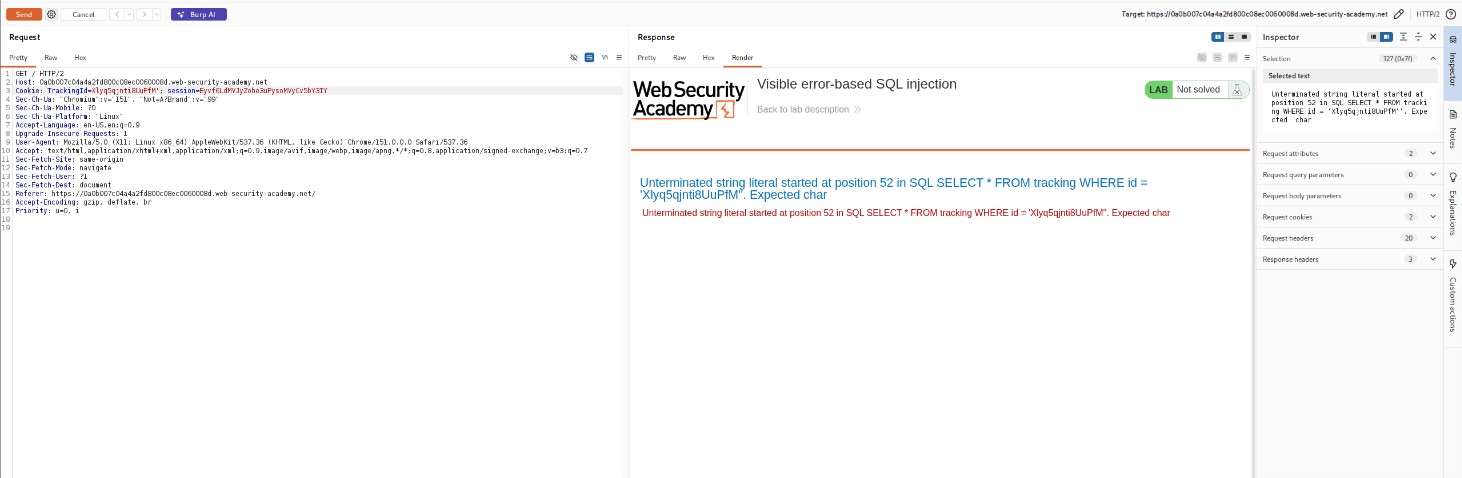 Send
Cancel
Burp AI
Target: https://0a0b007c04a4a2fd800c08ec0060008d.web-security-academy.net
HTTP/2
Request
Pretty Raw Hex
1 GET / HTTP/2
2 Host: 0a0b007c04a4a2fd800c08ec0060008d.web-security-academy.net
3 Cookie: TrackingId=Xlyq5qjnti8UuPfM'; session=Eyvf6LdMVJyZohe3uPysoMVyCv5bY3IY
4 Sec-Ch-Ua: "Chromium";v="151", "Not=A?Brand";v="99"
5 Sec-Ch-Ua-Mobile: ?0
6 Sec-Ch-Ua-Platform: "Linux"
7 Accept-Language: en-US,en;q=0.9
8 Upgrade-Insecure-Requests: 1
9 User-Agent: Mozilla/5.0 (X11; Linux x86_64) AppleWebKit/537.36 (KHTML, like Gecko) Chrome/151.0.0.0 Safari/537.36
10 Accept: text/html,application/xhtml+xml,application/xml;q=0.9,image/avif,image/webp,image/apng,*/*;q=0.8,application/signed-exchange;v=b3;q=0.7
11 Sec-Fetch-Site: same-origin
12 Sec-Fetch-Mode: navigate
13 Sec-Fetch-User: ?1
14 Sec-Fetch-Dest: document
15 Referer: https://0a0b007c04a4a2fd800c08ec0060008d.web-security-academy.net/
16 Accept-Encoding: gzip, deflate, br
17 Priority: u=0, i
18
19
Response
Pretty Raw Hex Render
Web Security
Academy
Visible error-based SQL injection
Back to lab description
LAB Not solved
Unterminated string literal started at position 52 in SQL SELECT * FROM tracking WHERE id =
'Xlyq5qjnti8UuPfM''. Expected char
Unterminated string literal started at position 52 in SQL SELECT * FROM tracking WHERE id = 'Xlyq5qjnti8UuPfM''. Expected char
Inspector
Selection 127 (0x7f)
Selected text
Unterminated string literal started at
position 52 in SQL SELECT * FROM tracki
ng WHERE id = 'Xlyq5qjnti8UuPfM''. Expe
cted  char
Request attributes 2
Request query parameters 0
Request body parameters 0
Request cookies 2
Request headers 20
Response headers 3
Inspector
Notes
Explanations
Custom actions